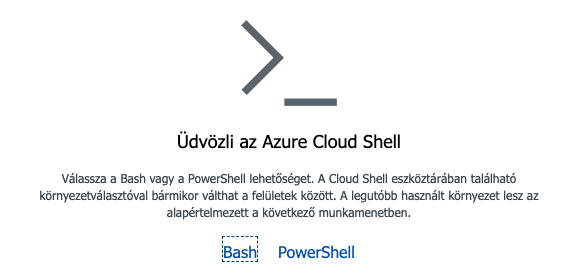 Üdvözli az Azure Cloud Shell
Válassza a Bash vagy a PowerShell lehetőséget. A Cloud Shell eszköztárában található
környezetválasztóval bármikor válthat a felületek között. A legutóbb használt környezet lesz az
alapértelmezett a következő munkamenetben.
Bash PowerShell